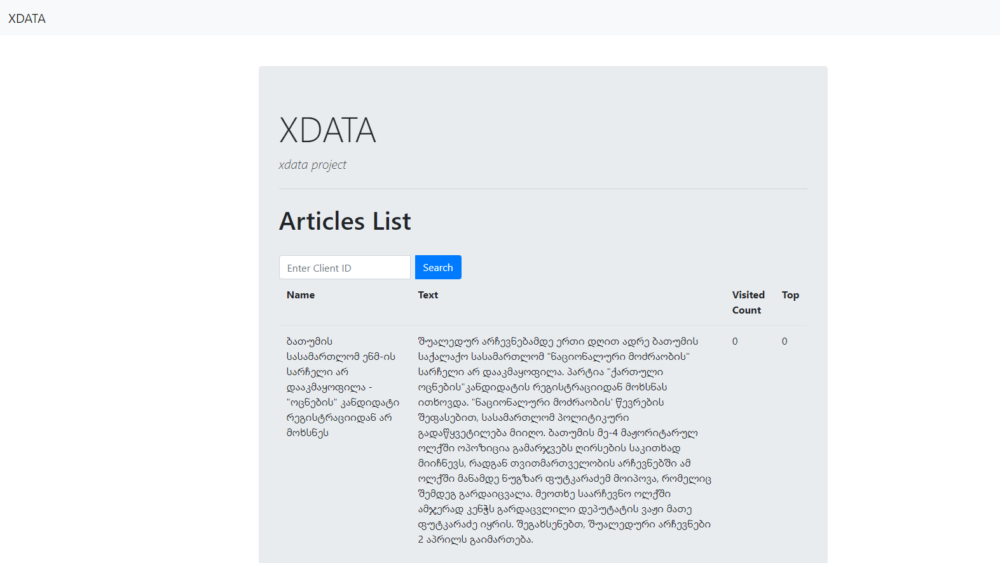 XDATA
XDATA
xdata project
Articles List
Enter Client ID
Search
Name
Text
Visited
Count
Top
ბათუმის
სასამართლომ ენმ-ის
სარჩელი არ
დააკმაყოფილა -
"ოცნების" კანდიდატი
რეგისტრაციიდან არ
მოხსნეს
შუალედურ არჩევნებამდე ერთი დღით ადრე ბათუმის
საქალაქო სასამართლომ "ნაციონალური მოძრაობის"
სარჩელი არ დააკმაყოფილა. პარტია "ქართული
ოცნების"კანდიდატის რეგისტრაციიდან მოხსნას
ითხოვდა. "ნაციონალური მოძრაობის' წევრების
შეფასებით, სასამართლომ პოლიტიკური
გადაწყვეტილება მიიღო. ბათუმის მე-4 მაჟორიტარულ
ოლქში ოპოზიცია გამარჯვებს ღირსების საკითხად
მიიჩნევს, რადგან თვითმართველობის არჩევნებში ამ
ოლქში მანამდე ნუგზარ ფუტკარაძემ მოიპოვა, რომელიც
შემდეგ გარდაიცვალა. მეოთხე საარჩევნო ოლქში
ამჯერად კენჭს გარდაცვლილი დეპუტატის ვაჟი მათე
ფუტკარაძე იყრის. შეგახსენებთ, შუალედური არჩევნები
2 აპრილს გაიმართება.
0
0